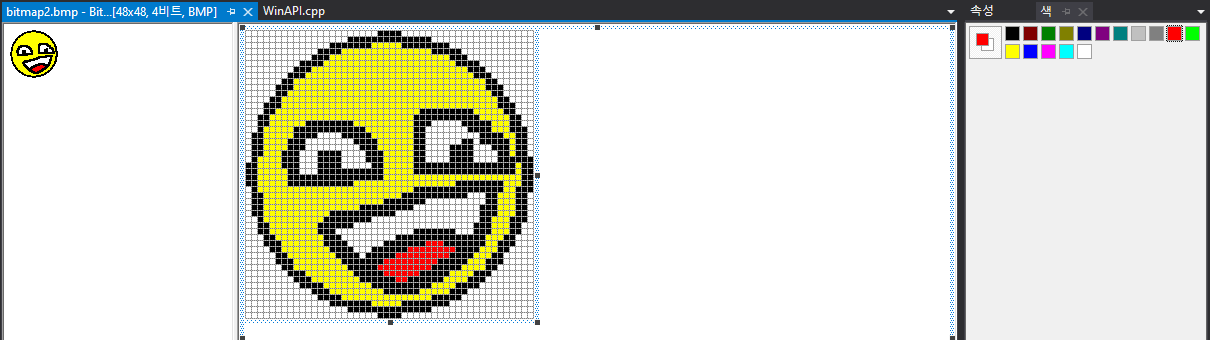 bitmap2.bmp - Bit...[48x48, 4비트, BMP]
WinAPI.cpp
속성
색